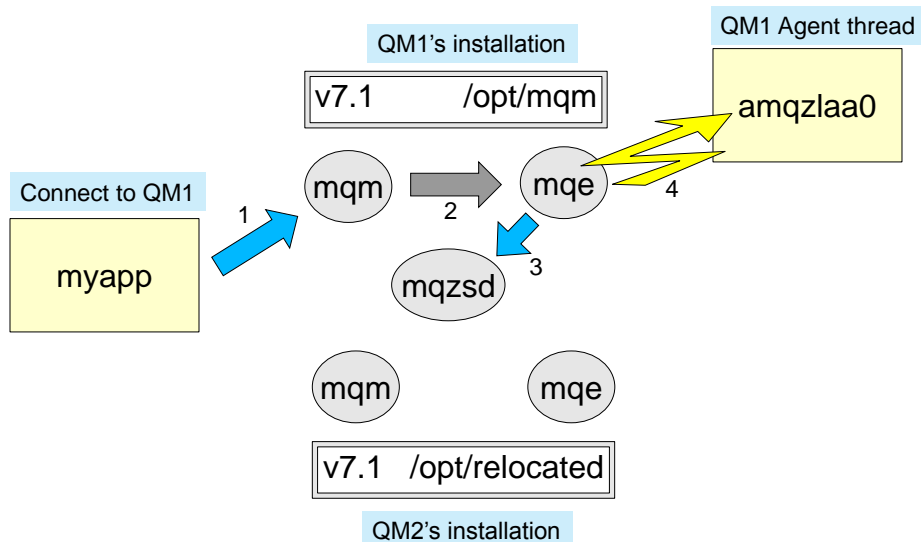 QM1's installation
QM1 Agent thread
v7.1 /opt/mqm
amqzlaa0
mqm
mqe
Connect to QM1
1
2
4
3
myapp
mqzsd
mqm
mqe
v7.1 /opt/relocated
QM2's installation